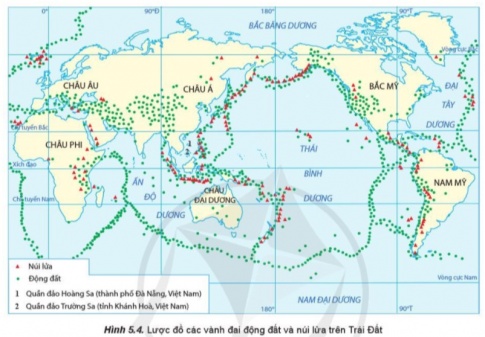 90°Đ
180°
90°T
BẮC BĂNG DƯƠNG
Vòng cực Bắc
CHÂU ÂU
CHÂU Á
BẮC MỸ
ĐẠI
TÂY
DƯƠNG
Chí tuyến Bắc
CHÂU PHI
THÁI
BÌNH
DƯƠNG
Xích đạo
ẤN
ĐỘ
DƯƠNG
CHÂU
ĐẠI DƯƠNG
NAM MỸ
Chí tuyến Nam
1
2
Núi lửa
Động đất
1 Quần đảo Hoàng Sa (thành phố Đà Nẵng, Việt Nam)
2 Quần đảo Trường Sa (tỉnh Khánh Hoà, Việt Nam)
Vòng cực Nam
NAM ĐẠI DƯƠNG
0°
90°Đ
180°
90°T
Hình 5.4. Lược đồ các vành đai động đất và núi lửa trên Trái Đất